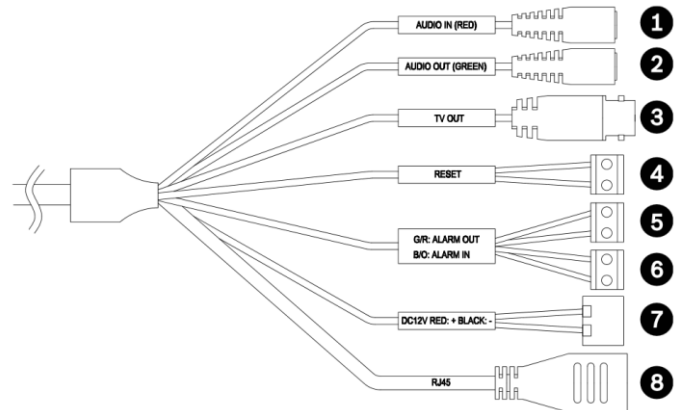 AUDIO IN (RED)
1
AUDIO OUT (GREEN)
2
TV OUT
3
RESET
4
G/R: ALARM OUT
B/O: ALARM IN
5
6
DC12V RED: + BLACK: -
7
RJ45
8